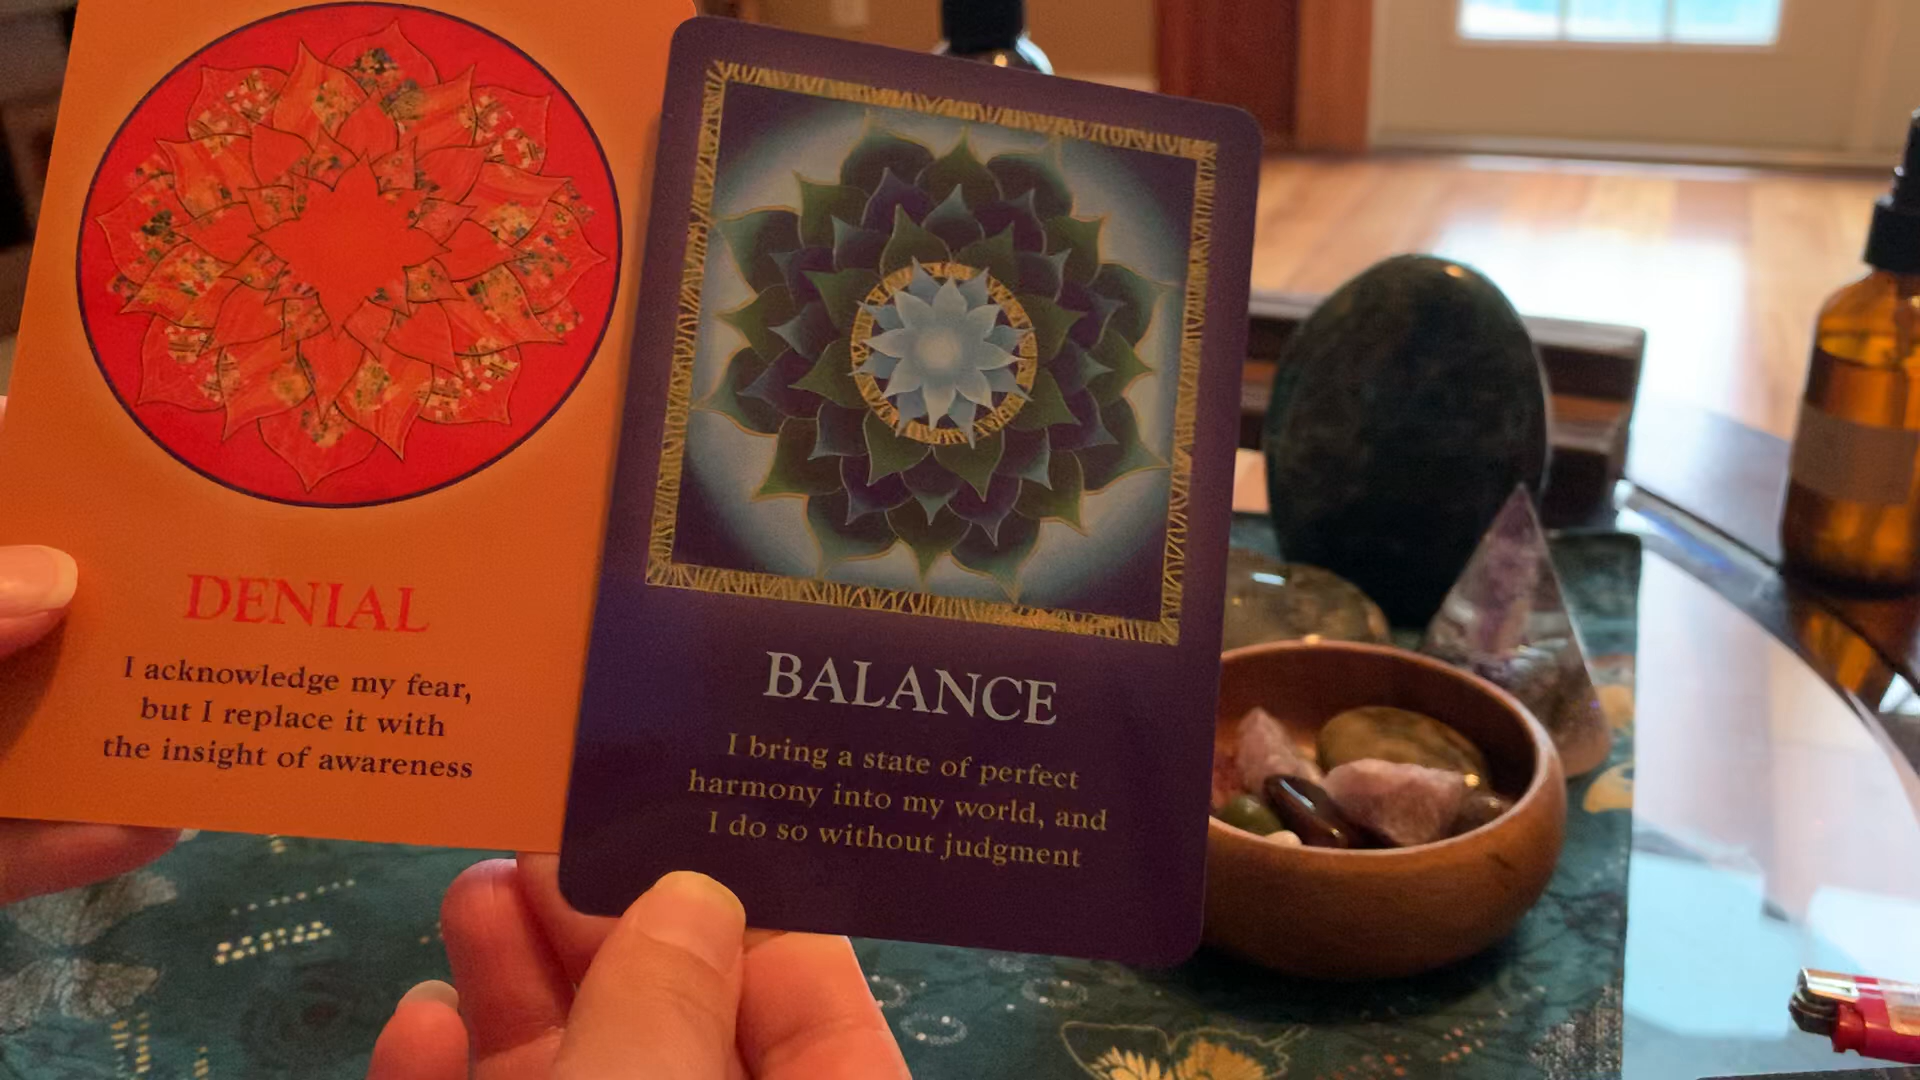 DENIAL
I acknowledge my fear,
but I replace it with
the insight of awareness
BALANCE
I bring a state of perfect
harmony into my world, and
I do so without judgment